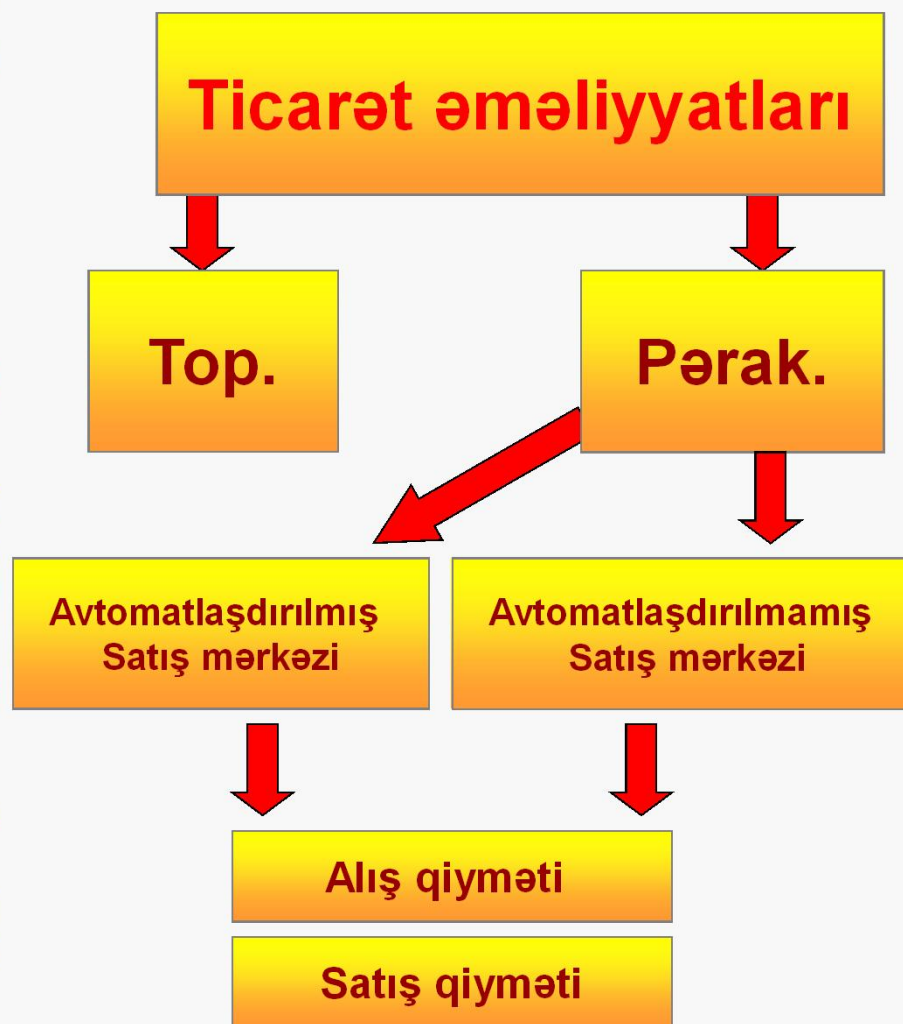 Ticarət əməliyyatları
Top.
Pərak.
Avtomatlaşdırılmış
Satış mərkəzi
Avtomatlaşdırılmamış
Satış mərkəzi
Alış qiyməti
Satış qiyməti